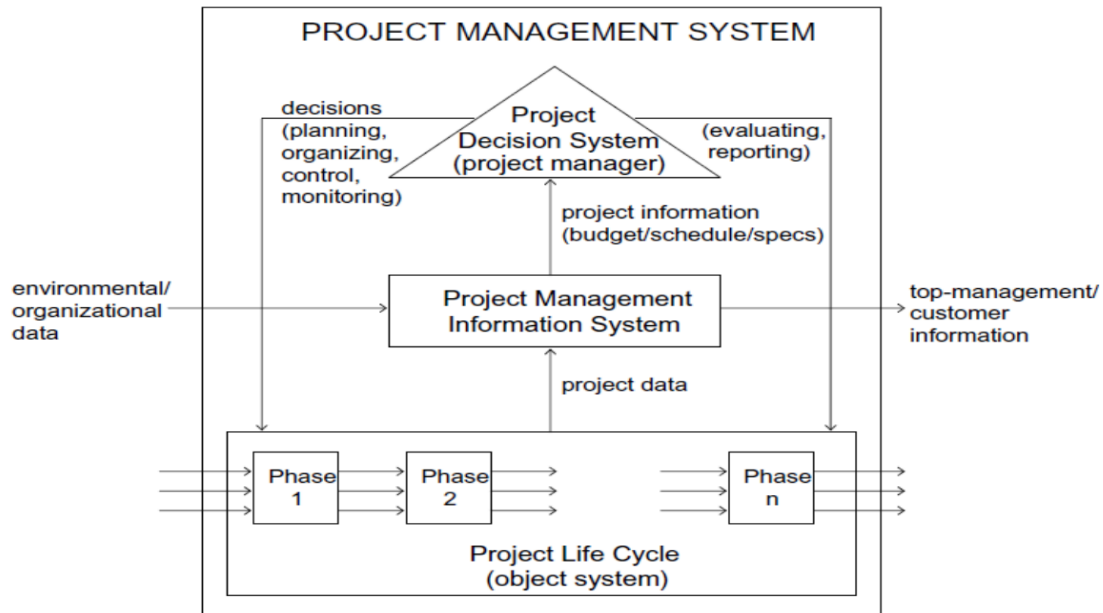 PROJECT MANAGEMENT SYSTEM
decisions
(planning,
organizing,
control,
monitoring)
Project
Decision System
(project manager)
(evaluating,
reporting)
project information
(budget/schedule/specs)
environmental/
organizational
data
Project Management
Information System
top-management/
customer
information
project data
Phase
1
Phase
2
Phase
n
Project Life Cycle
(object system)